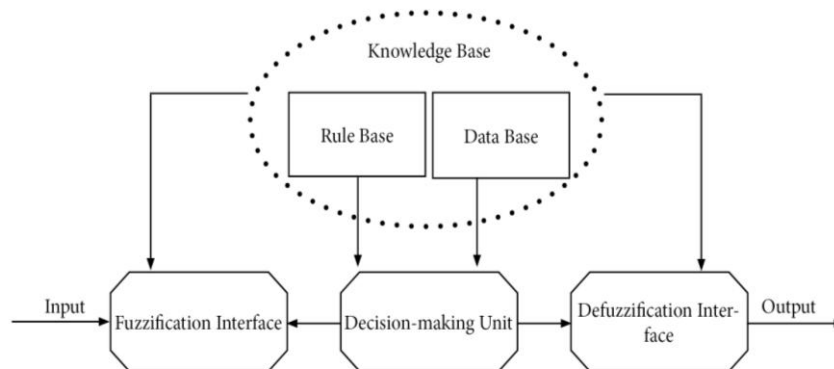 Knowledge Base
Rule Base
Data Base
Input
Fuzzification Interface
Decision-making Unit
Defuzzification Inter-
face
Output